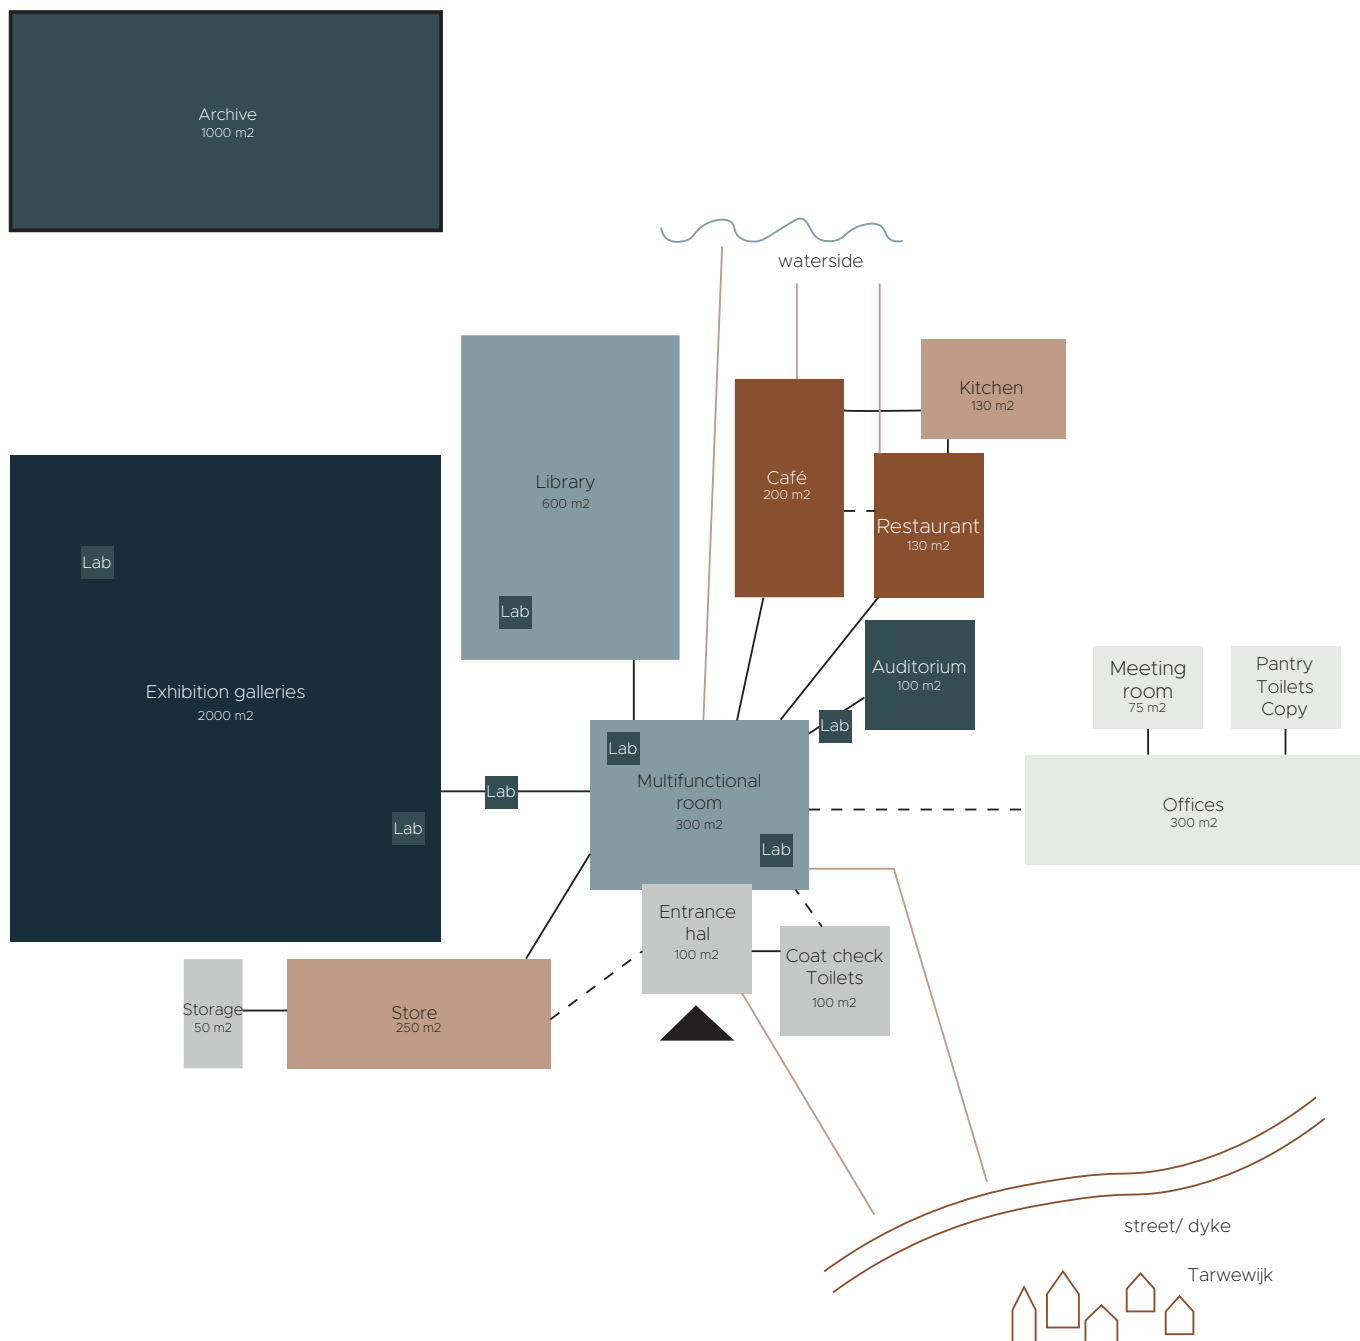 Archive
1000 m2
waterside
Kitchen
130 m2
Library
600 m2
Café
200 m2
Restaurant
130 m2
Lab
Lab
Exhibition galleries
2000 m2
Auditorium
100 m2
Lab
Meeting
room
75 m2
Pantry
Toilets
Copy
Lab
Multifunctional
room
300 m2
Lab
Lab
Lab
Offices
300 m2
Entrance
hal
100 m2
Coat check
Toilets
100 m2
Storage
50 m2
Store
250 m2
street/ dyke
Tarwewijk